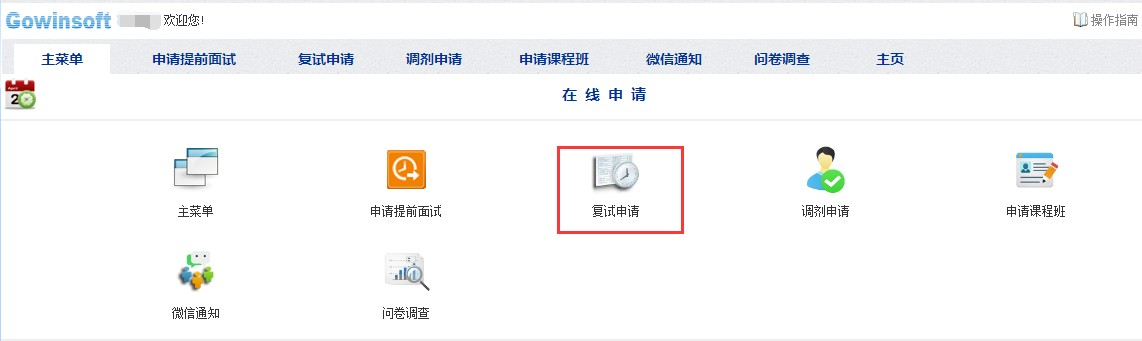 Gowinsoft 欢迎您! 操作指南
主菜单 申请提前面试 复试申请 调剂申请 申请课程班 微信通知 问卷调查 主页
在线申请
主菜单 申请提前面试 复试申请 调剂申请 申请课程班
微信通知 问卷调查